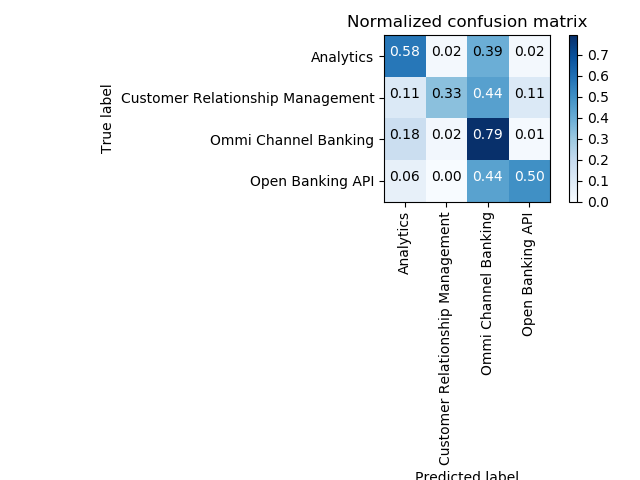 Normalized confusion matrix
True label
Analytics 0.58 0.02 0.39 0.02
Customer Relationship Management 0.11 0.33 0.44 0.11
Ommi Channel Banking 0.18 0.02 0.79 0.01
Open Banking API 0.06 0.00 0.44 0.50
0.7
0.6
0.5
0.4
0.3
0.2
0.1
0.0
Analytics
Customer Relationship Management
Ommi Channel Banking
Open Banking API
Predicted label